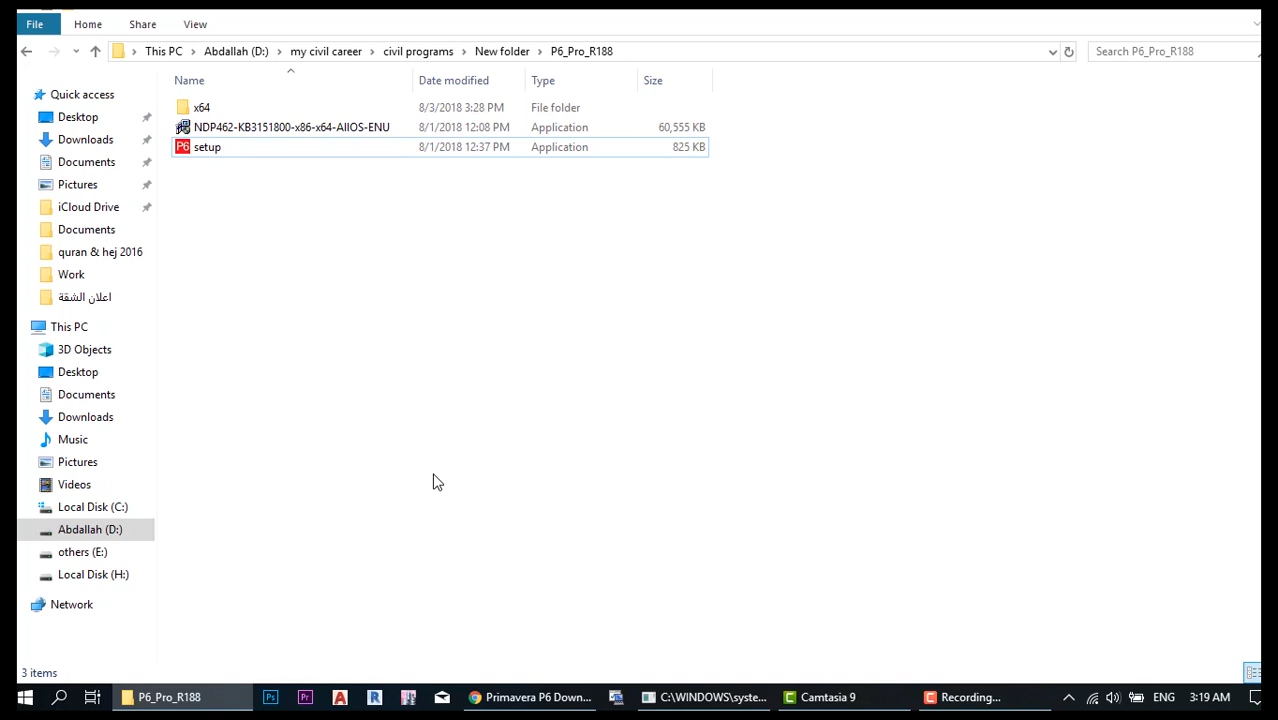 File Home Share View
This PC Abdallah (D:) my civil career civil programs New folder P6_Pro_R188 Search P6_Pro_R188
Name Date modified Type Size
Quick access
Desktop
Downloads
Documents
Pictures
iCloud Drive
Documents
quran & hej 2016
Work
اعلان الشقة
This PC
3D Objects
Desktop
Documents
Downloads
Music
Pictures
Videos
Local Disk (C:)
Abdallah (D:)
others (E:)
Local Disk (H:)
Network
x64 8/3/2018 3:28 PM File folder
NDP462-KB3151800-x86-x64-AllOS-ENU 8/1/2018 12:08 PM Application 60,555 KB
P6 setup 8/1/2018 12:37 PM Application 825 KB
3 items
P6_Pro_R188 Ps Pr A R Primavera P6 Down... C:\WINDOWS\syste... C Camtasia 9 C Recording... ENG 3:19 AM